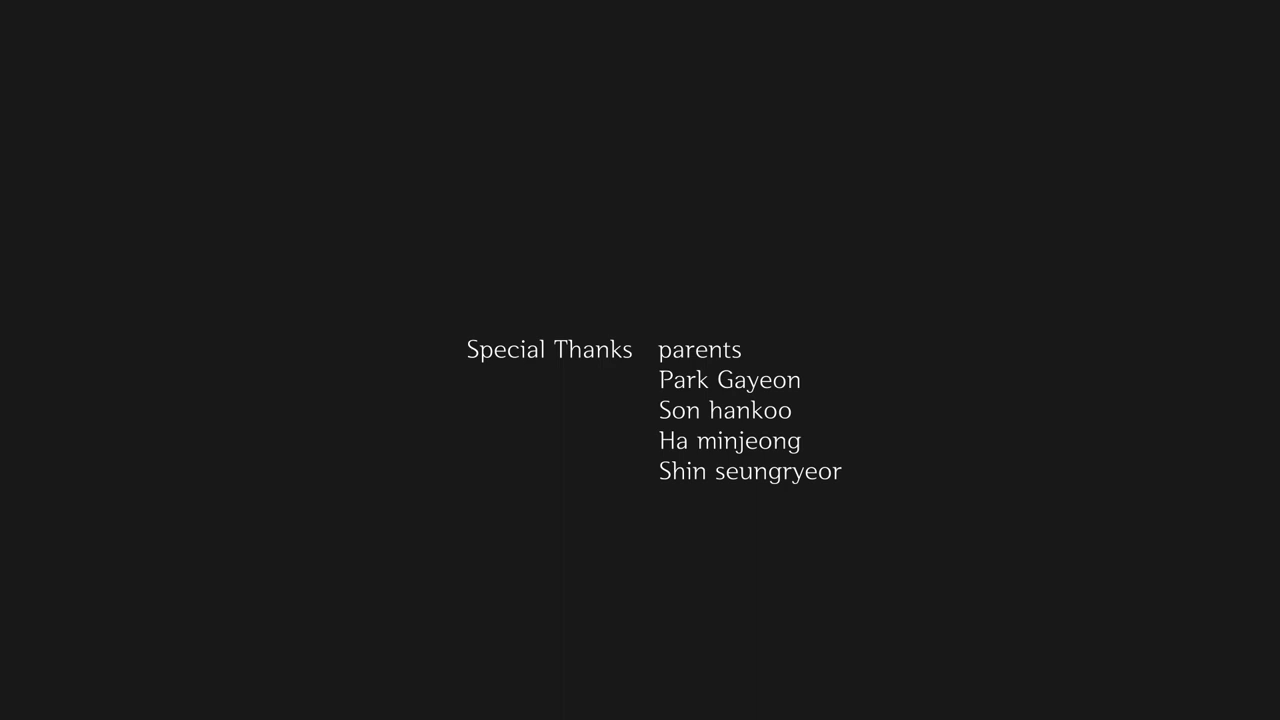 Special Thanks parents
Park Gayeon
Son hankoo
Ha minjeong
Shin seungryeor